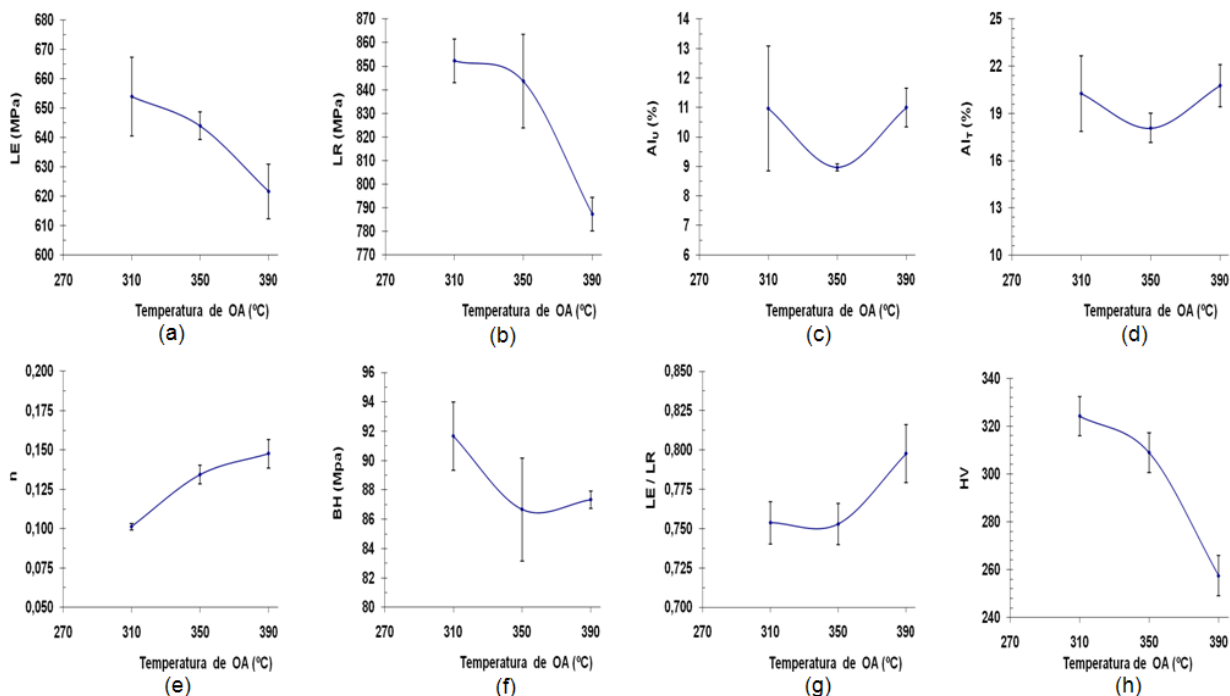 LE (MPa)
680
670
660
650
640
630
620
610
600
270 310 350 390
Temperatura de OA (ºC)
(a)
LR (MPa)
870
860
850
840
830
820
810
800
790
780
770
270 310 350 390
Temperatura de OA (ºC)
(b)
Al_U (%)
14
13
12
11
10
9
8
7
6
270 310 350 390
Temperatura de OA (ºC)
(c)
Al_T (%)
25
22
19
16
13
10
270 310 350 390
Temperatura de OA (ºC)
(d)
n
0,200
0,175
0,150
0,125
0,100
0,075
0,050
270 310 350 390
Temperatura de OA (ºC)
(e)
BH (Mpa)
96
94
92
90
88
86
84
82
80
270 310 350 390
Temperatura de OA (ºC)
(f)
LE / LR
0,850
0,825
0,800
0,775
0,750
0,725
0,700
270 310 350 390
Temperatura de OA (ºC)
(g)
HV
340
320
300
280
260
240
270 310 350 390
Temperatura de OA (ºC)
(h)